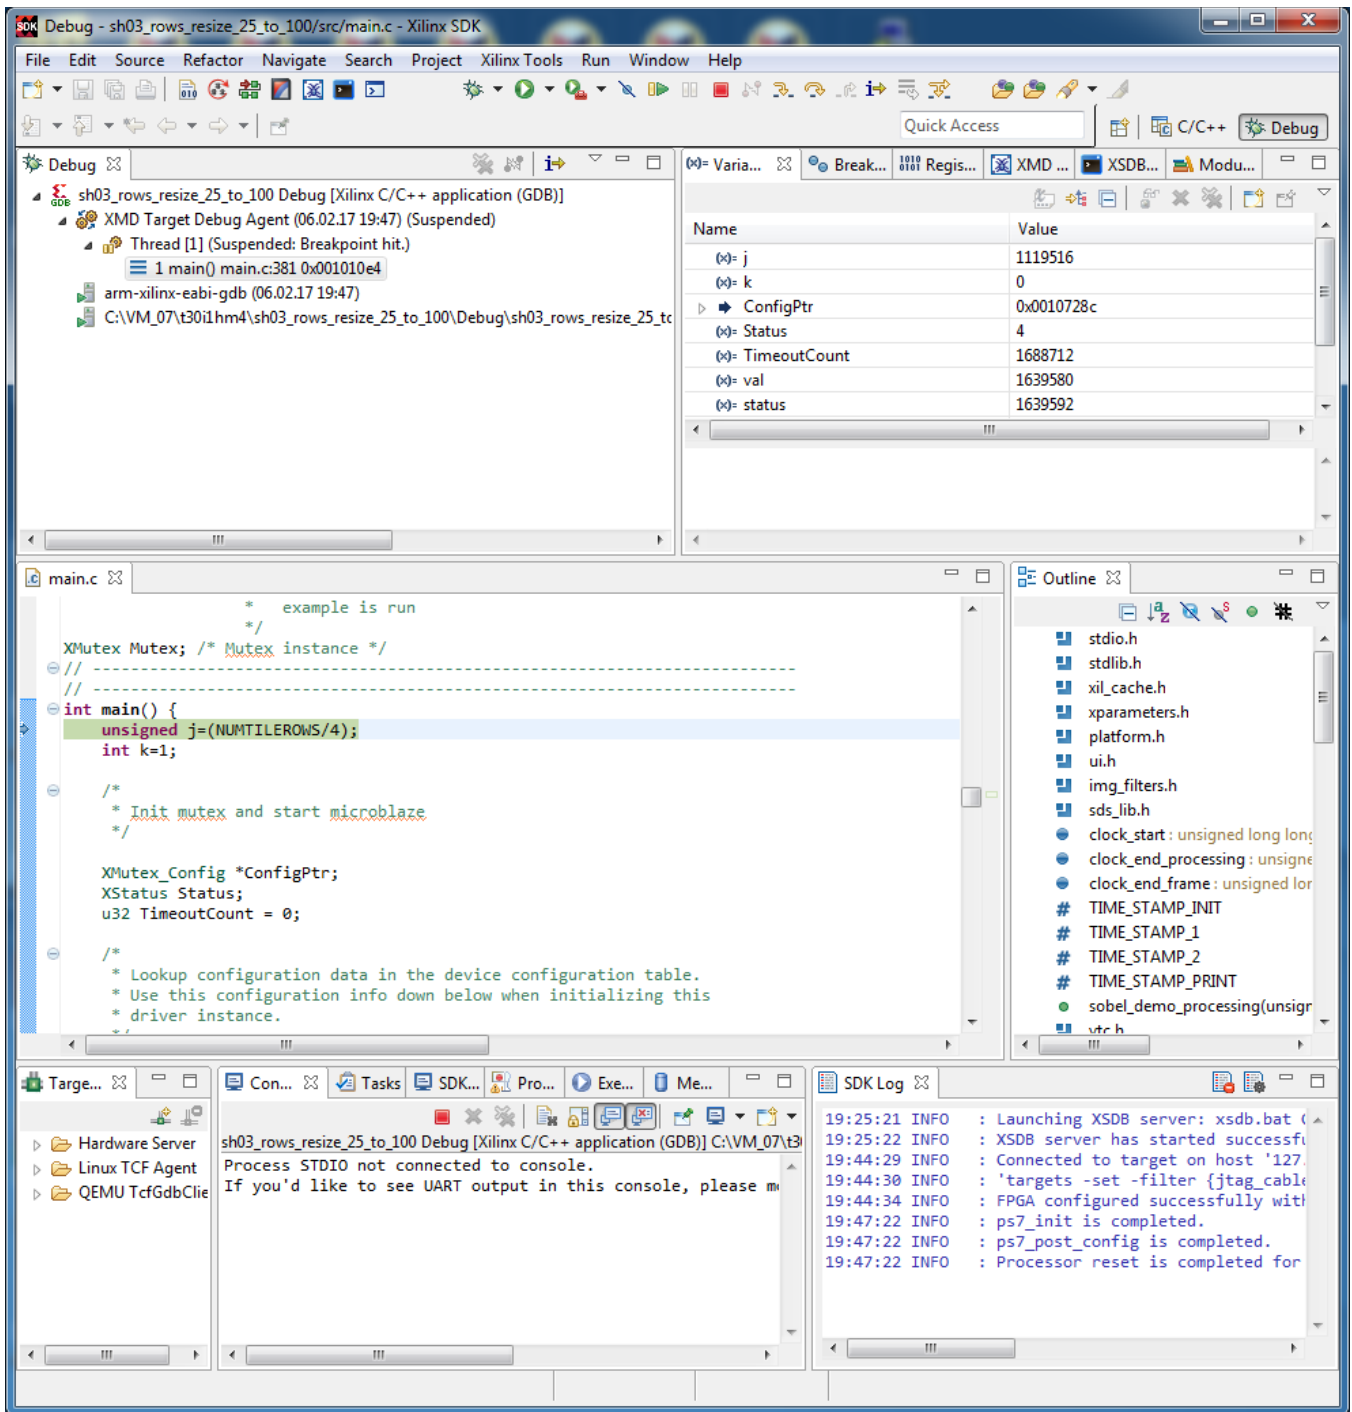 Debug - sh03_rows_resize_25_to_100/src/main.c - Xilinx SDK
File Edit Source Refactor Navigate Search Project Xilinx Tools Run Window Help
Quick Access
C/C++
Debug
Debug
sh03_rows_resize_25_to_100 Debug [Xilinx C/C++ application (GDB)]
XMD Target Debug Agent (06.02.17 19:47) (Suspended)
Thread [1] (Suspended: Breakpoint hit.)
1 main() main.c:381 0x001010e4
arm-xilinx-eabi-gdb (06.02.17 19:47)
C:\VM_07\t30i1hm4\sh03_rows_resize_25_to_100\Debug\sh03_rows_resize_25_tc
(x)= Varia... Break... Regis... XMD ... XSDB... Modu...
Name Value
(x)= j 1119516
(x)= k 0
ConfigPtr 0x0010728c
(x)= Status 4
(x)= TimeoutCount 1688712
(x)= val 1639580
(x)= status 1639592
main.c
* example is run
*/
XMutex Mutex; /* Mutex instance */
// --------------------------------------------------------------------------
// --------------------------------------------------------------------------
int main() {
unsigned j=(NUMTILEROWS/4);
int k=1;
/*
* Init mutex and start microblaze
*/
XMutex_Config *ConfigPtr;
XStatus Status;
u32 TimeoutCount = 0;
/*
* Lookup configuration data in the device configuration table.
* Use this configuration info down below when initializing this
* driver instance.
*/
Outline
stdio.h
stdlib.h
xil_cache.h
xparameters.h
platform.h
ui.h
img_filters.h
sds_lib.h
clock_start : unsigned long long
clock_end_processing : unsigne
clock_end_frame : unsigned lor
# TIME_STAMP_INIT
# TIME_STAMP_1
# TIME_STAMP_2
# TIME_STAMP_PRINT
sobel_demo_processing(unsigr
vtc.h
Targe...
Hardware Server
Linux TCF Agent
QEMU TcfGdbClie
Con... Tasks SDK... Pro... Exe... Me...
sh03_rows_resize_25_to_100 Debug [Xilinx C/C++ application (GDB)] C:\VM_07\t3
Process STDIO not connected to console.
If you'd like to see UART output in this console, please m
SDK Log
19:25:21 INFO : Launching XSDB server: xsdb.bat
19:25:22 INFO : XSDB server has started successfu
19:44:29 INFO : Connected to target on host '127.
19:44:30 INFO : 'targets -set -filter {jtag_cable
19:44:34 INFO : FPGA configured successfully with
19:47:22 INFO : ps7_init is completed.
19:47:22 INFO : ps7_post_config is completed.
19:47:22 INFO : Processor reset is completed for